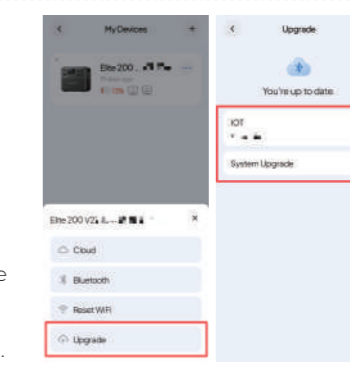 My Devices
Elite 200
Elite 200 V2
Cloud
Bluetooth
Reset WiFi
Upgrade
e
.
Upgrade
You're up to date
IOT
System Upgrade